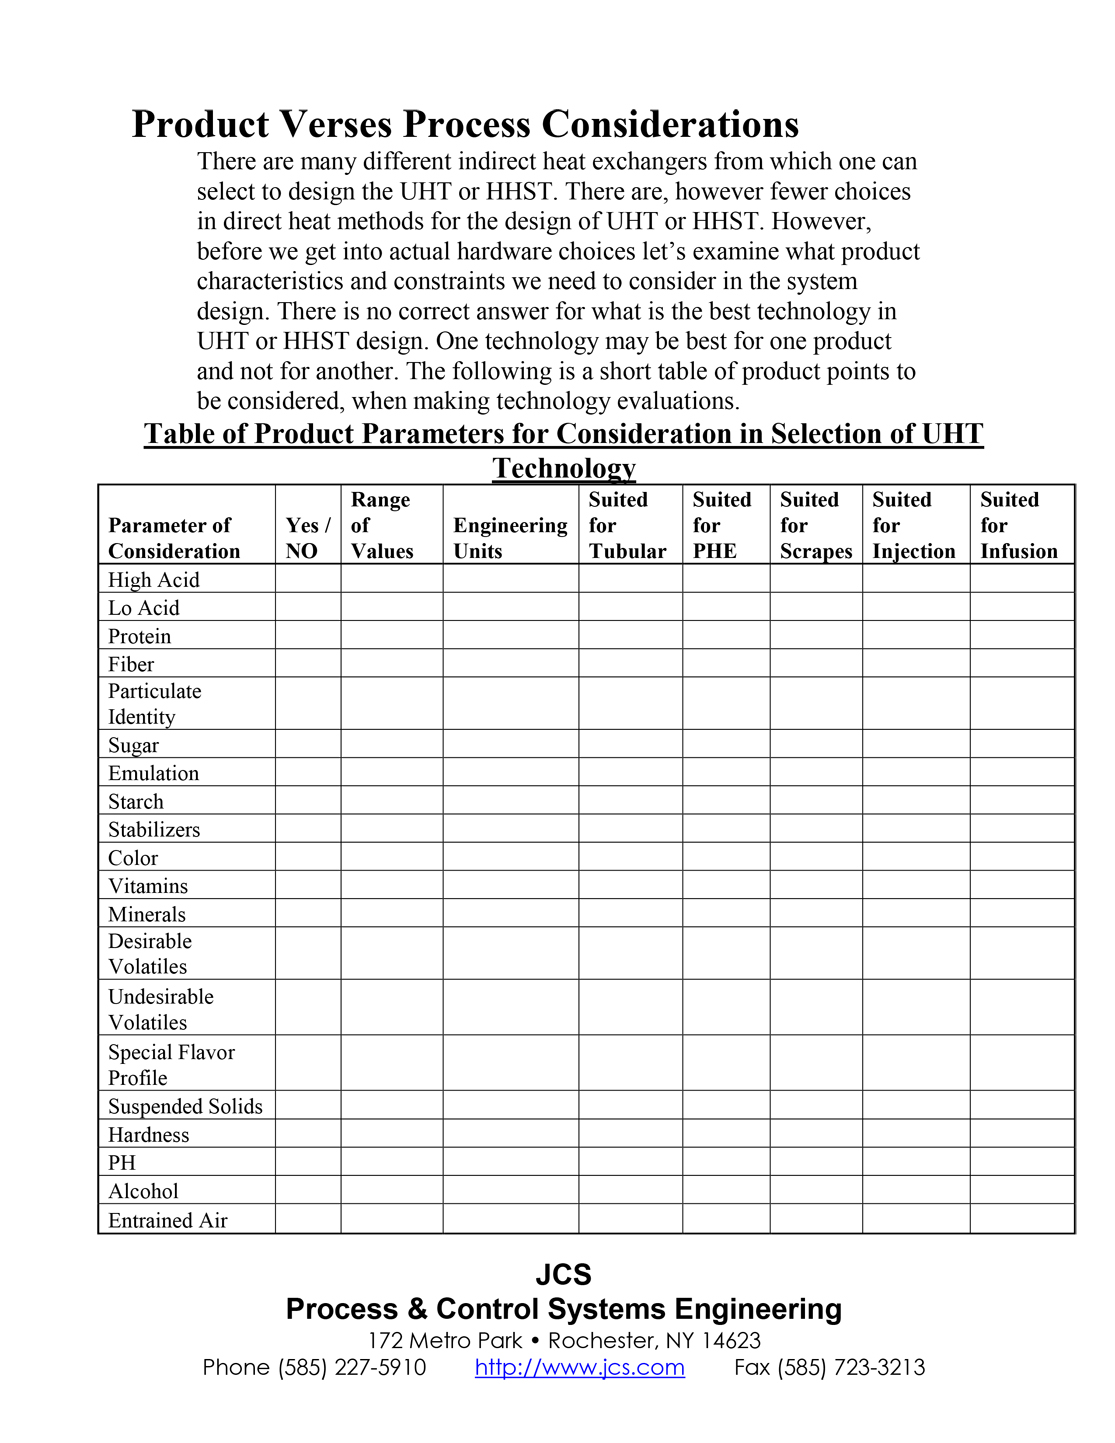 Product Verses Process Considerations
There are many different indirect heat exchangers from which one can
select to design the UHT or HHST. There are, however fewer choices
in direct heat methods for the design of UHT or HHST. However,
before we get into actual hardware choices let’s examine what product
characteristics and constraints we need to consider in the system
design. There is no correct answer for what is the best technology in
UHT or HHST design. One technology may be best for one product
and not for another. The following is a short table of product points to
be considered, when making technology evaluations.
Table of Product Parameters for Consideration in Selection of UHT
Technology
Parameter of
Consideration
Yes /
NO
Range
of
Values
Engineering
Units
Suited
for
Tubular
Suited
for
PHE
Suited
for
Scrapes
Suited
for
Injection
Suited
for
Infusion
High Acid
Lo Acid
Protein
Fiber
Particulate
Identity
Sugar
Emulation
Starch
Stabilizers
Color
Vitamins
Minerals
Desirable
Volatiles
Undesirable
Volatiles
Special Flavor
Profile
Suspended Solids
Hardness
PH
Alcohol
Entrained Air
JCS
Process & Control Systems Engineering
172 Metro Park • Rochester, NY 14623
Phone (585) 227-5910 http://www.jcs.com Fax (585) 723-3213